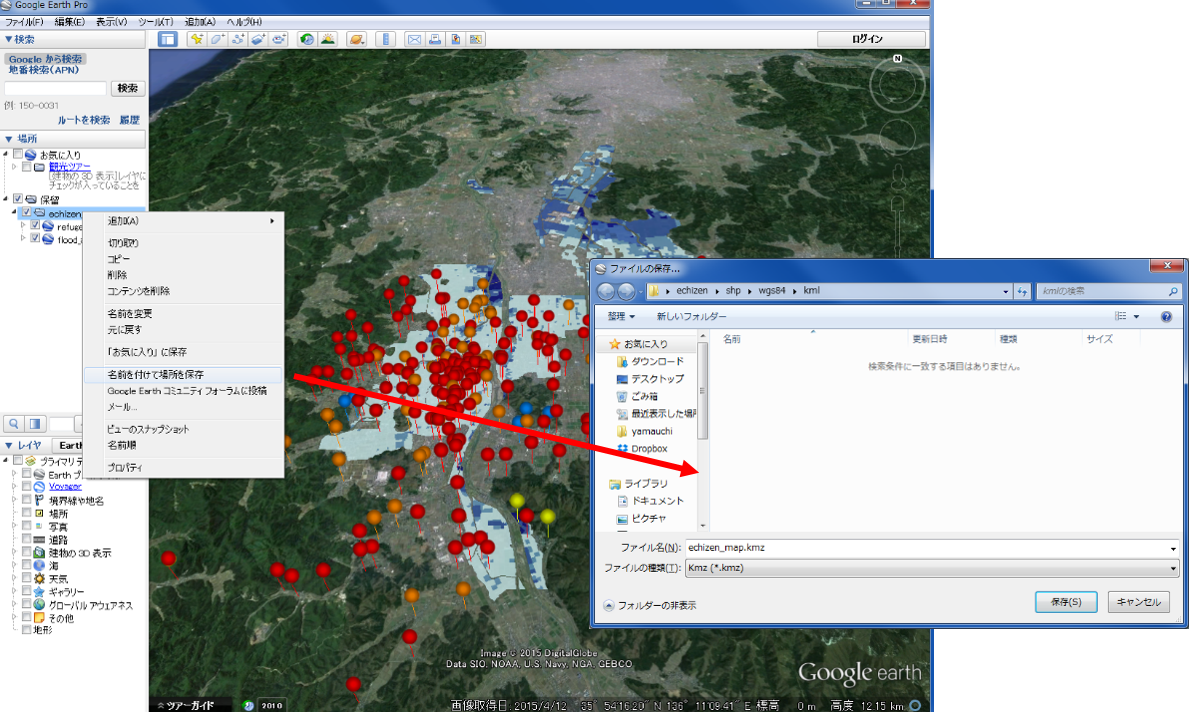 Google Earth Pro
ファイル(F) 編集(E) 表示(V) ツール(T) 追加(A) ヘルプ(H)
▼検索
ログイン
Google から検索
地番検索(APN)
検索
例: 150-0031
ルートを検索 履歴
▼ 場所
お気に入り
観光ツアー
[建物の 3D 表示]レイヤに
チェックが入っていることを
保留
echizen_
refuge
flood_
追加(A)
切り取り
コピー
削除
コンテンツを削除
名前を変更
元に戻す
「お気に入り」に保存
名前を付けて場所を保存
Google Earth コミュニティ フォーラムに投稿
メール...
ビューのスナップショット
名前順
プロパティ
▼ レイヤ
Earth
プライマリ デ
Earth プ
Voyager
境界線や地名
場所
写真
道路
建物の 3D 表示
海
天気
ギャラリー
グローバル アウェアネス
その他
地形
N
ファイルの保存...
echizen ▸ shp ▸ wgs84 ▸ kml
kmlの検索
整理 ▼ 新しいフォルダー
名前 更新日時 種類 サイズ
検索条件に一致する項目はありません。
お気に入り
ダウンロード
デスクトップ
ごみ箱
最近表示した場所
yamauchi
Dropbox
ライブラリ
ドキュメント
ピクチャ
ファイル名(N): echizen_map.kmz
ファイルの種類(T): Kmz (*.kmz)
フォルダーの非表示
保存(S) キャンセル
Image © 2015 DigitalGlobe
Data SIO, NOAA, U.S. Navy, NGA, GEBCO
Google earth
ツアーガイド
2010
画像取得日: 2015/4/12 35°54'16.20" N 136°11'09.41" E 標高 0 m 高度 12.15 km